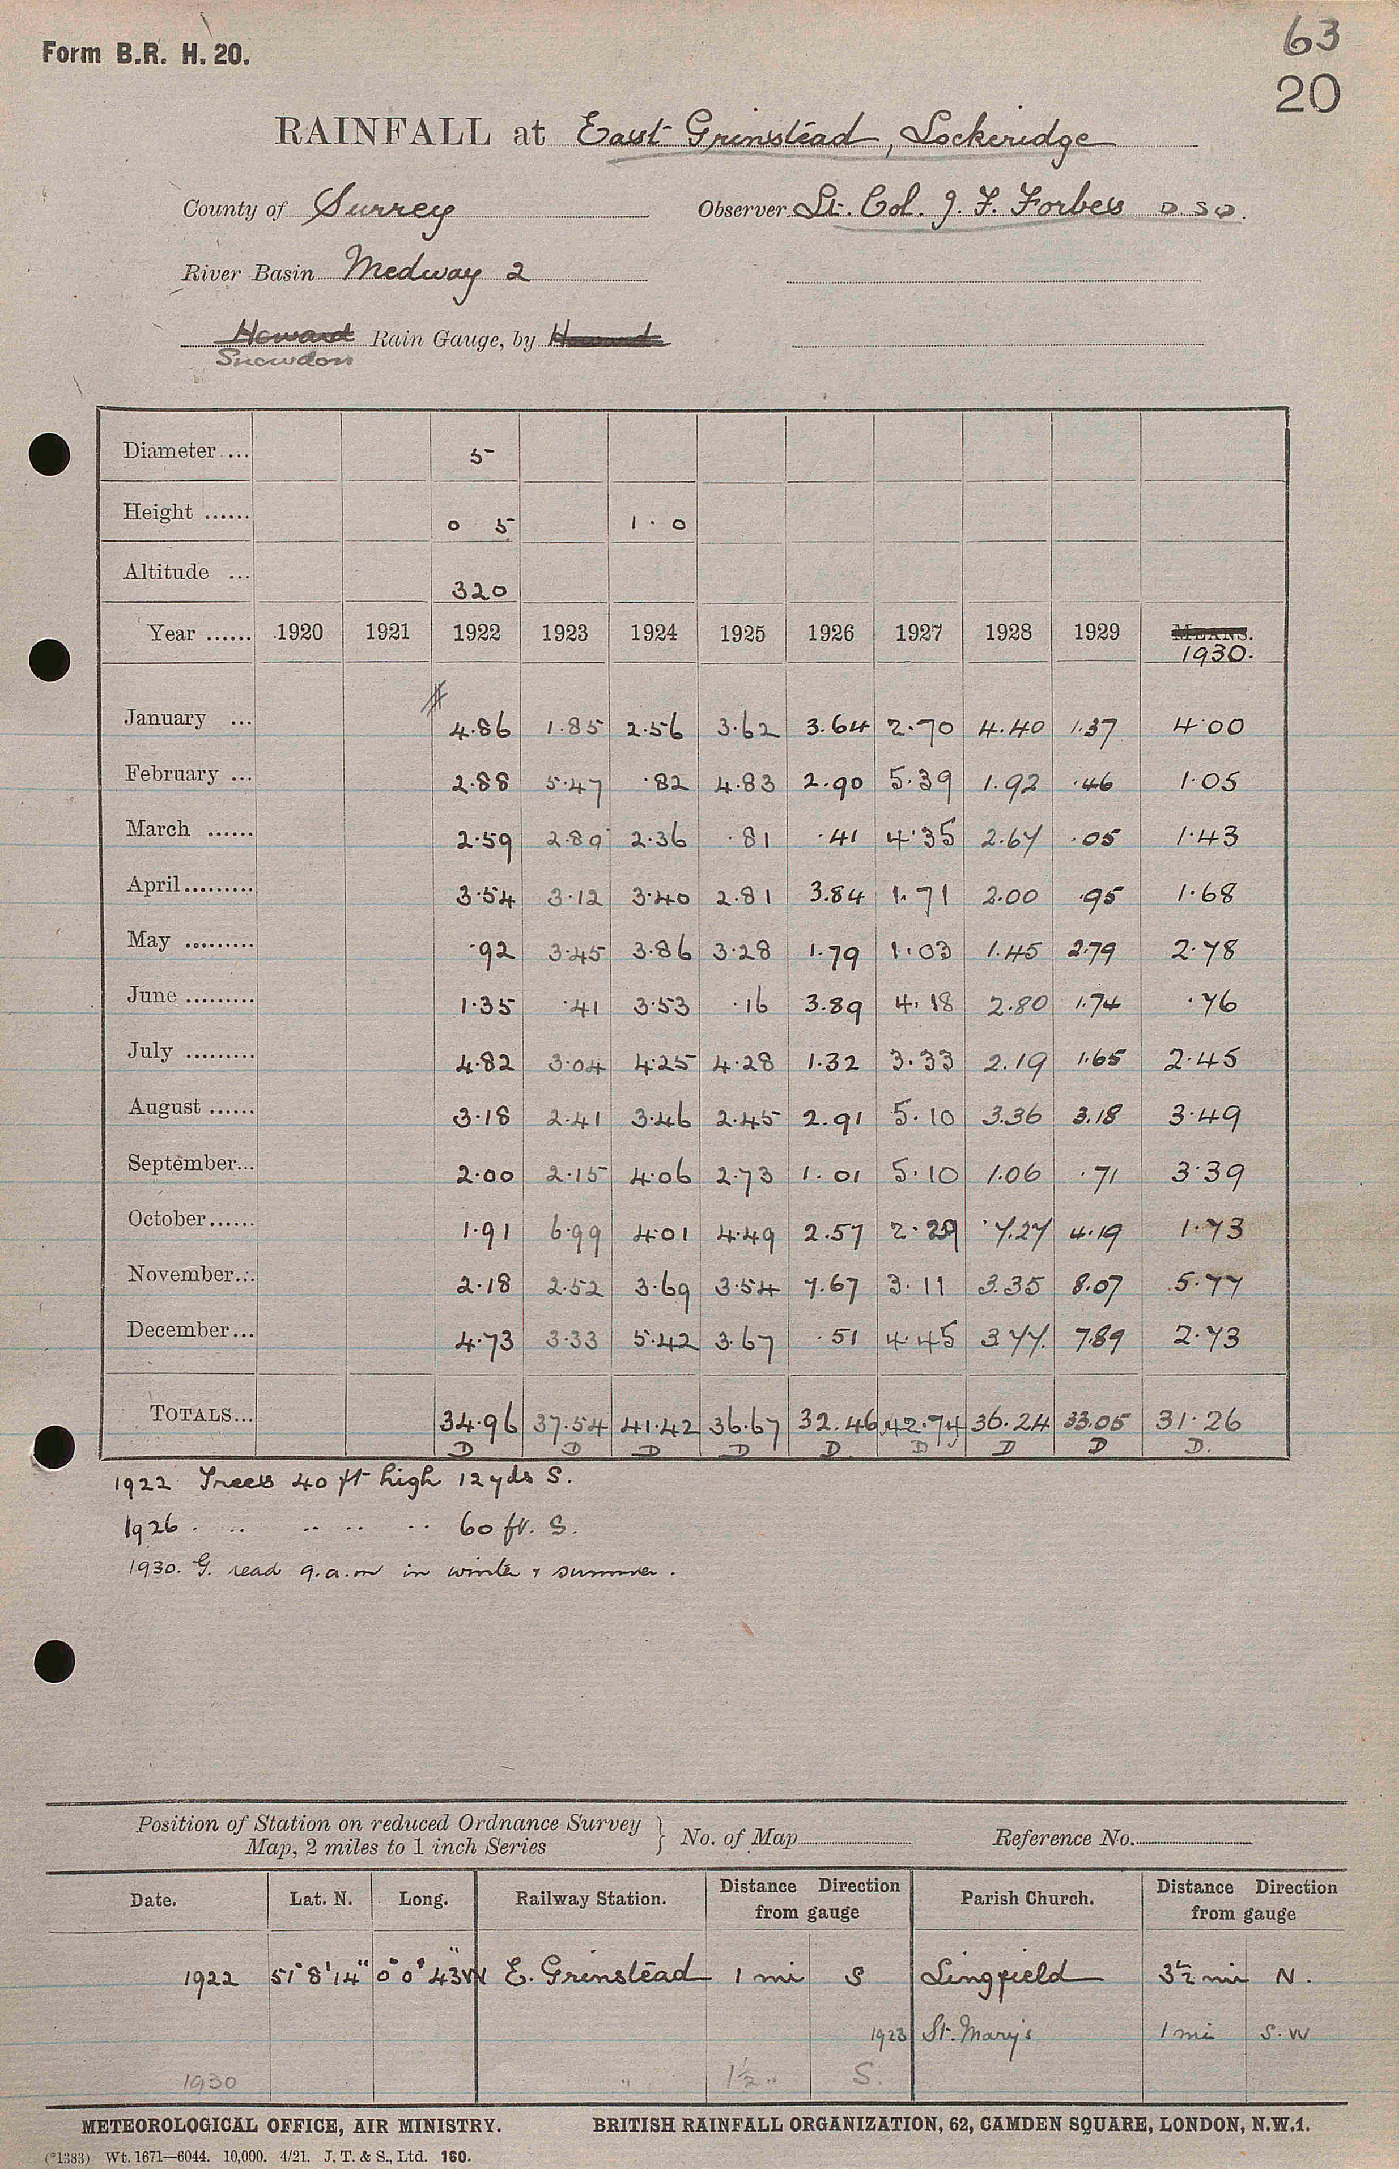 63
Form B.R. H. 20.
20
RAINFALL at East Grinstead, Lockeridge
County of Surrey Observer Lt. Col. J. F. Forbes D.S.O.
River Basin Medway 2
Howard Rain Gauge, by Howard
Snowdon
Diameter ... 5
Height ...... 0 5 1·0
Altitude ... 320
Year ...... 1920 1921 1922 1923 1924 1925 1926 1927 1928 1929 MEANS.
1930.
January ... 4.86 1.85 2.56 3.62 3.64 2.70 4.40 1.37 4.00
February ... 2.88 5.47 .82 4.83 2.90 5.39 1.92 .46 1.05
March ...... 2.59 2.80 2.36 .81 .41 4.35 2.67 .05 1.43
April......... 3.54 3.12 3.40 2.81 3.84 1.71 2.00 .95 1.68
May ......... .92 3.45 3.86 3.28 1.79 1.03 1.45 2.79 2.78
June ......... 1.35 .41 3.53 .16 3.89 4.18 2.80 1.74 .76
July ......... 4.82 3.04 4.25 4.28 1.32 3.33 2.19 1.65 2.45
August ...... 3.18 2.41 3.46 2.45 2.91 5.10 3.36 3.18 3.49
September... 2.00 2.15 4.06 2.73 1.01 5.10 1.06 .71 3.39
October...... 1.91 6.99 4.01 4.49 2.57 2.29 7.27 4.19 1.73
November... 2.18 2.52 3.69 3.54 7.67 3.11 3.35 8.07 5.77
December... 4.73 3.33 5.42 3.67 .51 4.45 3.77 7.89 2.73
TOTALS... 34.96 37.54 41.42 36.67 32.46 42.74 36.24 33.05 31.26
D D D D D D D D D.
1922 Trees 40 ft high 12 yds S.
1926 . .. .. .. .. 60 ft. S.
1930. G. read 9.a.m in winter & summer.
Position of Station on reduced Ordnance Survey
Map, 2 miles to 1 inch Series } No. of Map Reference No.
Date. Lat. N. Long. Railway Station. Distance Direction from gauge Parish Church. Distance Direction from gauge
1922 51° 8' 14" 0° 0' 43" W E. Grinstead 1 mi S Lingfield 3½ mi N.
1923 St. Mary's 1 mi S.W
1930 " 1½ " S.
METEOROLOGICAL OFFICE, AIR MINISTRY. BRITISH RAINFALL ORGANIZATION, 62, CAMDEN SQUARE, LONDON, N.W.1.
(*1383) Wt. 1671—6044. 10,000. 4/21. J. T. & S., Ltd. 160.